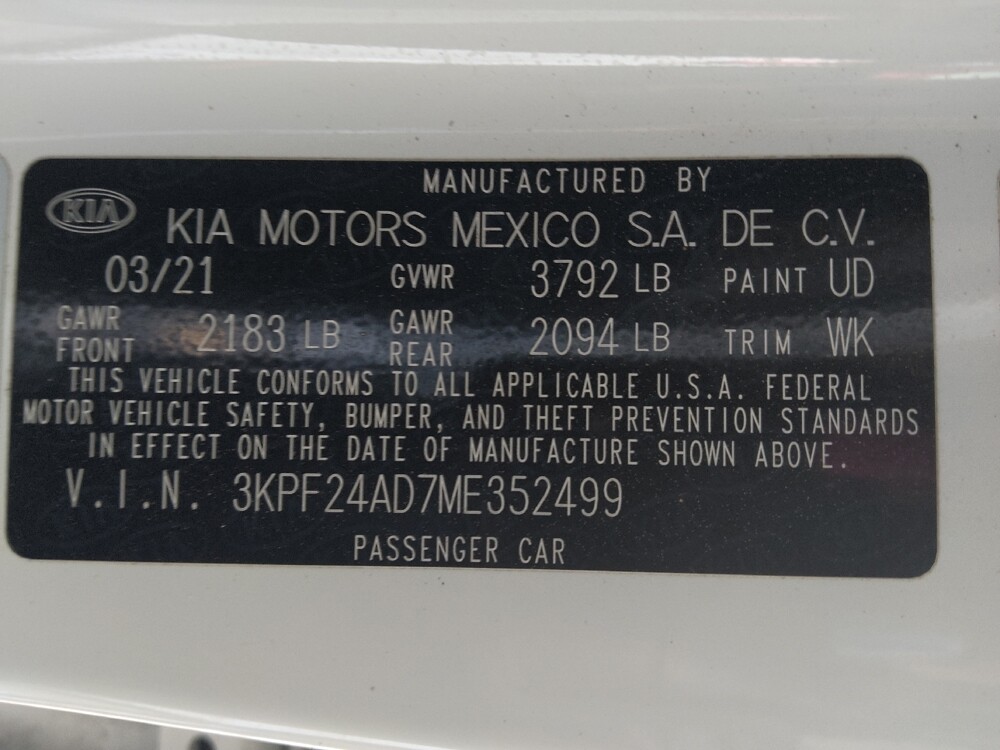 MANUFACTURED BY
KIA
KIA MOTORS MEXICO S.A. DE C.V.
03/21 GVWR 3792 LB PAINT UD
GAWR FRONT 2183 LB GAWR REAR 2094 LB TRIM WK
THIS VEHICLE CONFORMS TO ALL APPLICABLE U.S.A. FEDERAL
MOTOR VEHICLE SAFETY, BUMPER, AND THEFT PREVENTION STANDARDS
IN EFFECT ON THE DATE OF MANUFACTURE SHOWN ABOVE.
V.I.N. 3KPF24AD7ME352499
PASSENGER CAR